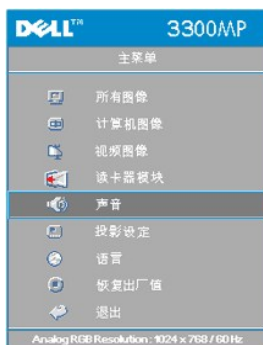 DELL™ 3300MP
主菜单
所有图像
计算机图像
视频图像
读卡器模块
声音
投影设定
语言
恢复出厂值
退出
Analog RGB Resolution : 1024 x 768 / 60 Hz